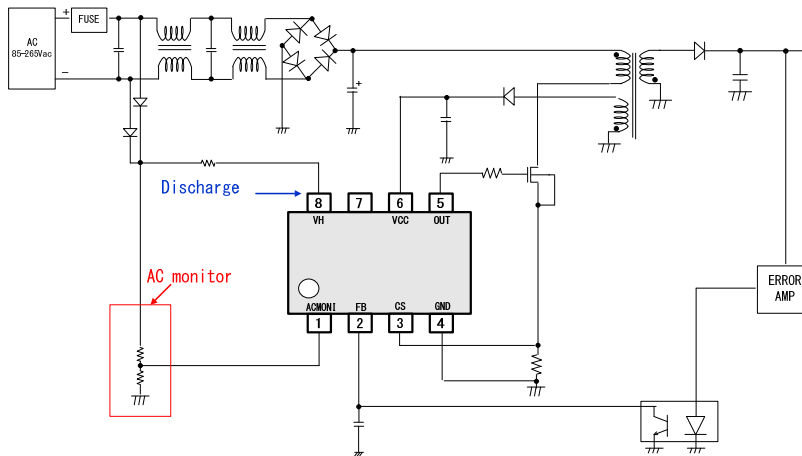 AC
85-265Vac
+
−
FUSE
+
Discharge
8
7
6
5
VH
VCC
OUT
AC monitor
ACMONI
FB
CS
GND
1
2
3
4
ERROR
AMP